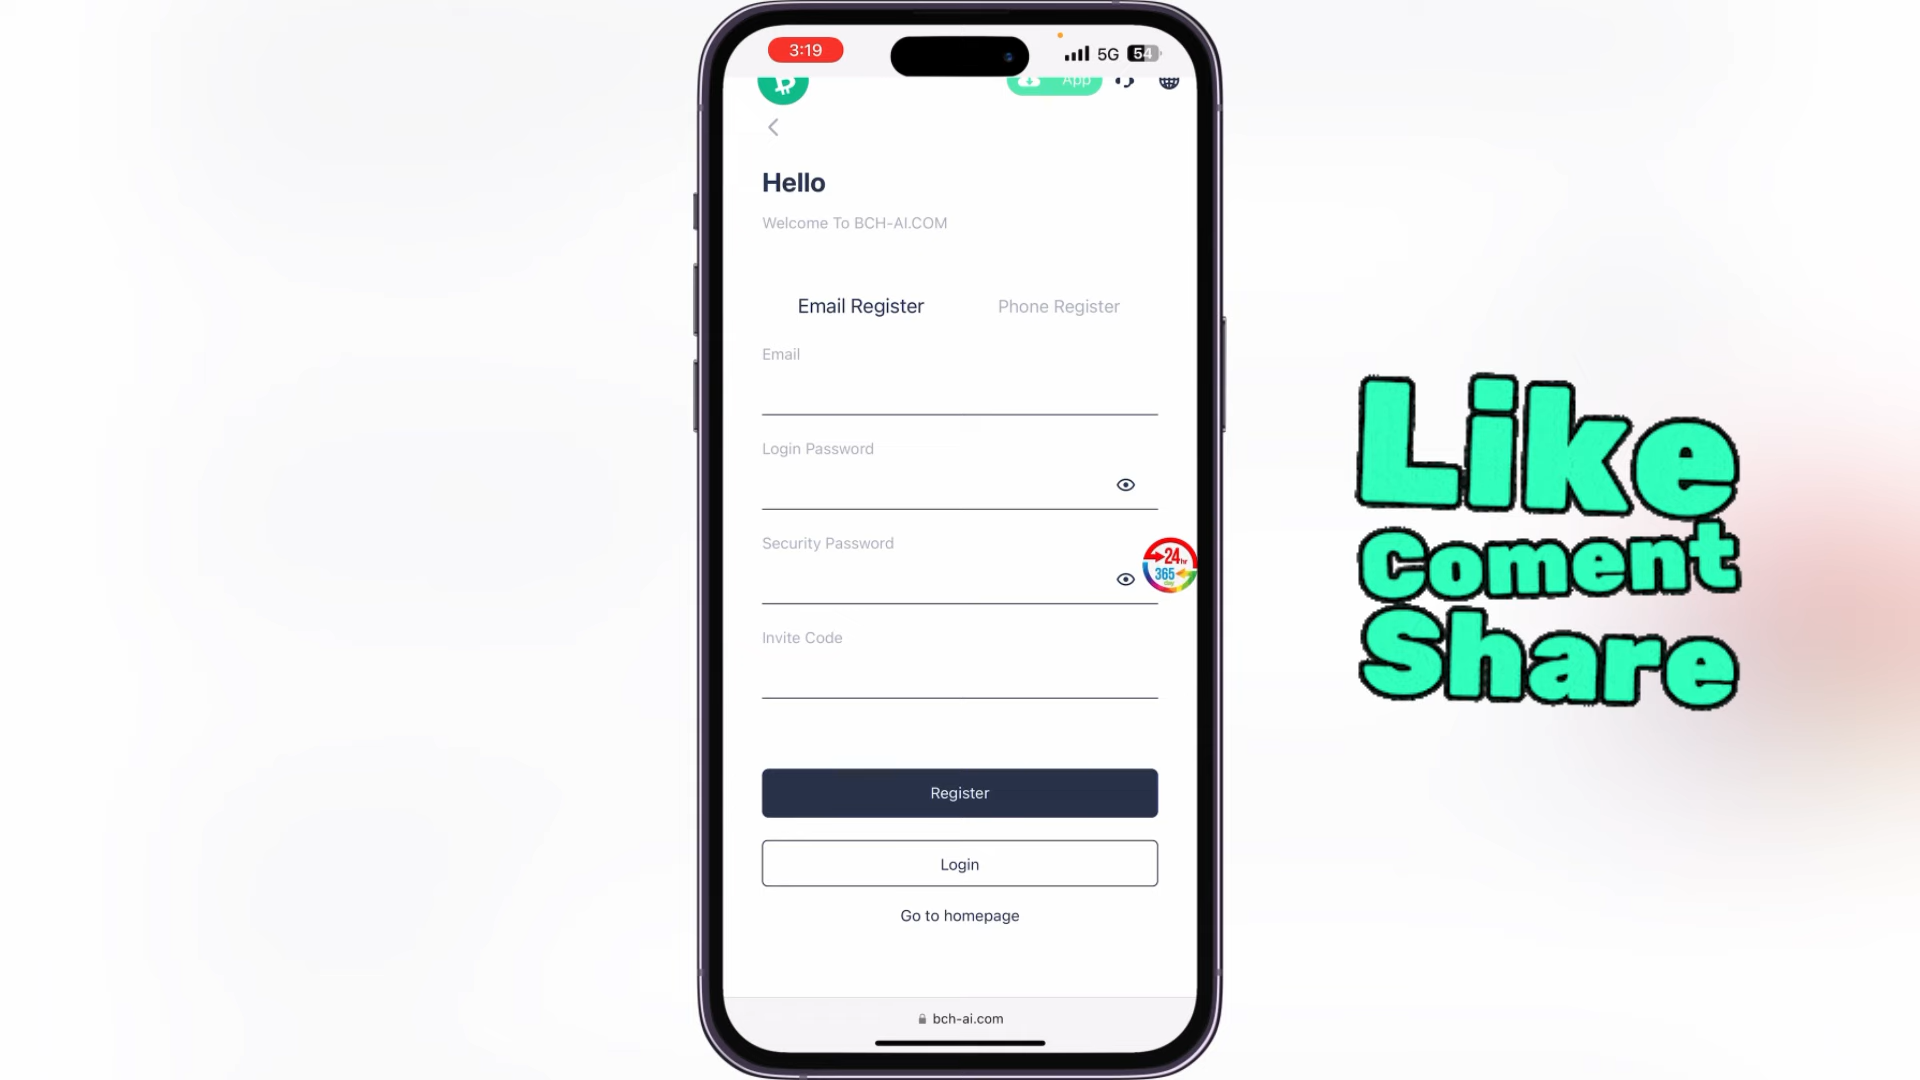 3:19
5G 54
App
Hello
Welcome To BCH-AI.COM
Email Register
Phone Register
Email
Login Password
Security Password
24hr
365
Invite Code
Register
Login
Go to homepage
bch-ai.com
Like
Coment
Share